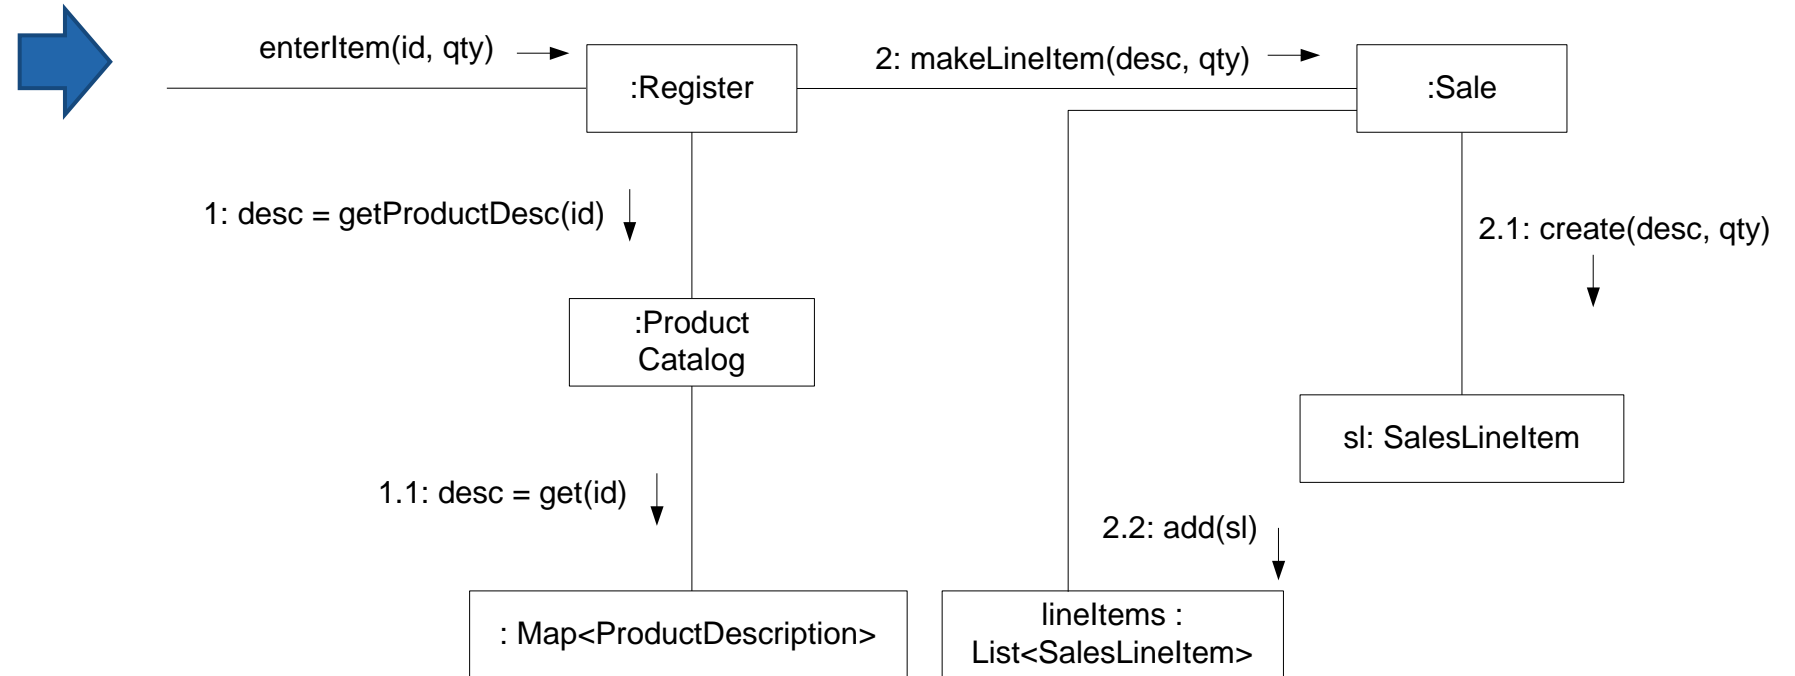 enterItem(id, qty)
2: makeLineItem(desc, qty)
:Register
:Sale
1: desc = getProductDesc(id)
2.1: create(desc, qty)
:Product
Catalog
sl: SalesLineItem
1.1: desc = get(id)
2.2: add(sl)
: Map<ProductDescription>
lineItems :
List<SalesLineItem>